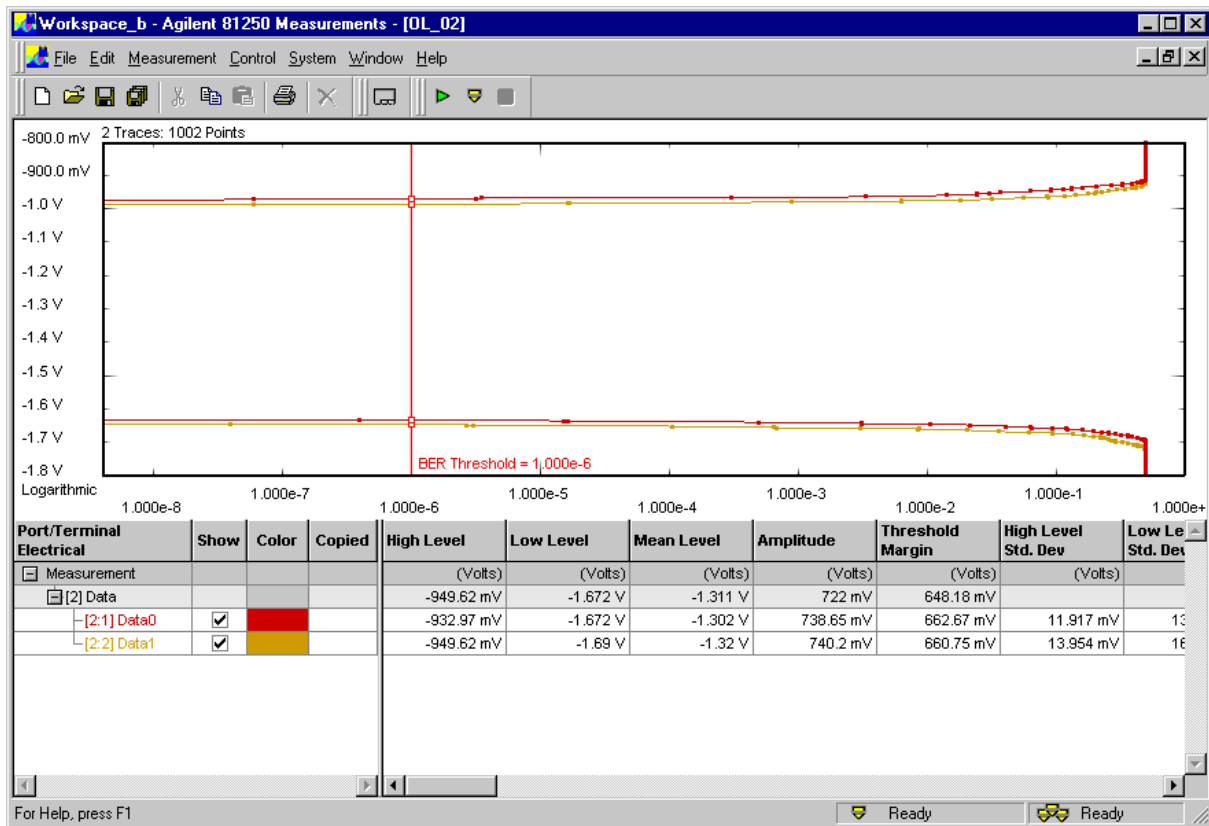 Workspace_b - Agilent 81250 Measurements - [OL_02]
File Edit Measurement Control System Window Help
2 Traces: 1002 Points
-800.0 mV
-900.0 mV
-1.0 V
-1.1 V
-1.2 V
-1.3 V
-1.4 V
-1.5 V
-1.6 V
-1.7 V
-1.8 V
BER Threshold = 1.000e-6
Logarithmic
1.000e-8 1.000e-7 1.000e-6 1.000e-5 1.000e-4 1.000e-3 1.000e-2 1.000e-1 1.000e+
Port/Terminal Electrical Show Color Copied High Level Low Level Mean Level Amplitude Threshold Margin High Level Std. Dev Low Le Std. Dev
Measurement (Volts) (Volts) (Volts) (Volts) (Volts) (Volts)
[2] Data -949.62 mV -1.672 V -1.311 V 722 mV 648.18 mV
[2:1] Data0 -932.97 mV -1.672 V -1.302 V 738.65 mV 662.67 mV 11.917 mV 13
[2:2] Data1 -949.62 mV -1.69 V -1.32 V 740.2 mV 660.75 mV 13.954 mV 16
For Help, press F1 Ready Ready